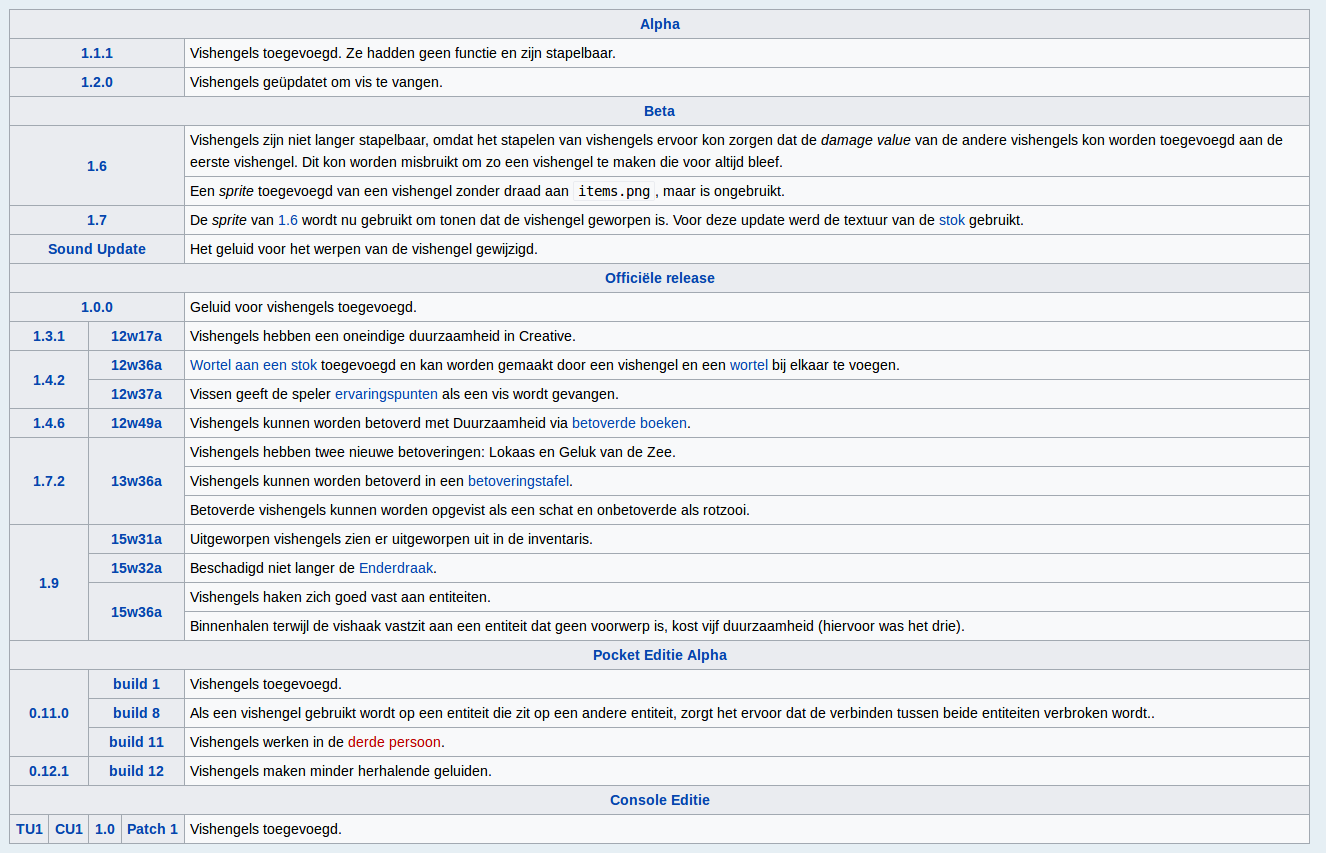 Alpha
1.1.1 Vishengels toegevoegd. Ze hadden geen functie en zijn stapelbaar.
1.2.0 Vishengels geüpdatet om vis te vangen.
Beta
1.6 Vishengels zijn niet langer stapelbaar, omdat het stapelen van vishengels ervoor kon zorgen dat de damage value van de andere vishengels kon worden toegevoegd aan de
eerste vishengel. Dit kon worden misbruikt om zo een vishengel te maken die voor altijd bleef.
Een sprite toegevoegd van een vishengel zonder draad aan items.png, maar is ongebruikt.
1.7 De sprite van 1.6 wordt nu gebruikt om tonen dat de vishengel geworpen is. Voor deze update werd de textuur van de stok gebruikt.
Sound Update Het geluid voor het werpen van de vishengel gewijzigd.
Officiële release
1.0.0 Geluid voor vishengels toegevoegd.
1.3.1 12w17a Vishengels hebben een oneindige duurzaamheid in Creative.
1.4.2 12w36a Wortel aan een stok toegevoegd en kan worden gemaakt door een vishengel en een wortel bij elkaar te voegen.
12w37a Vissen geeft de speler ervaringspunten als een vis wordt gevangen.
1.4.6 12w49a Vishengels kunnen worden betoverd met Duurzaamheid via betoverde boeken.
1.7.2 13w36a Vishengels hebben twee nieuwe betoveringen: Lokaas en Geluk van de Zee.
Vishengels kunnen worden betoverd in een betoveringstafel.
Betoverde vishengels kunnen worden opgevist als een schat en onbetoverde als rotzooi.
1.9 15w31a Uitgeworpen vishengels zien er uitgeworpen uit in de inventaris.
15w32a Beschadigd niet langer de Enderdraak.
15w36a Vishengels haken zich goed vast aan entiteiten.
Binnenhalen terwijl de vishaak vastzit aan een entiteit dat geen voorwerp is, kost vijf duurzaamheid (hiervoor was het drie).
Pocket Editie Alpha
0.11.0 build 1 Vishengels toegevoegd.
build 8 Als een vishengel gebruikt wordt op een entiteit die zit op een andere entiteit, zorgt het ervoor dat de verbinden tussen beide entiteiten verbroken wordt..
build 11 Vishengels werken in de derde persoon.
0.12.1 build 12 Vishengels maken minder herhalende geluiden.
Console Editie
TU1 CU1 1.0 Patch 1 Vishengels toegevoegd.